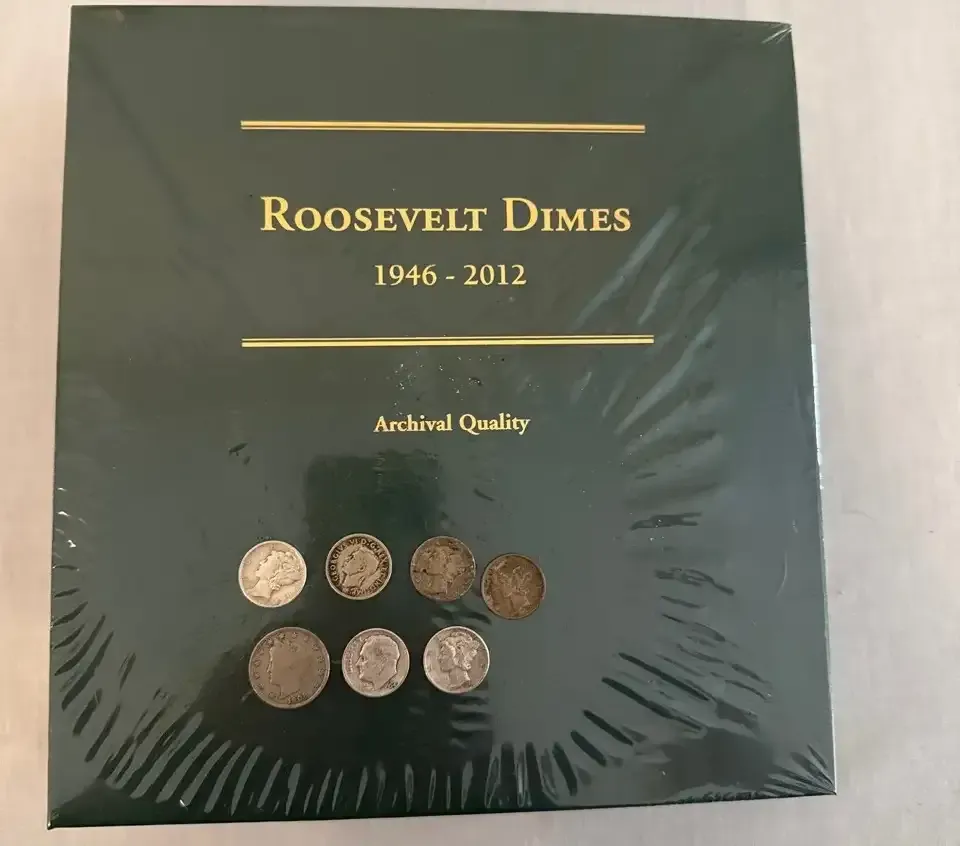 ROOSEVELT DIMES
1946 - 2012
Archival Quality